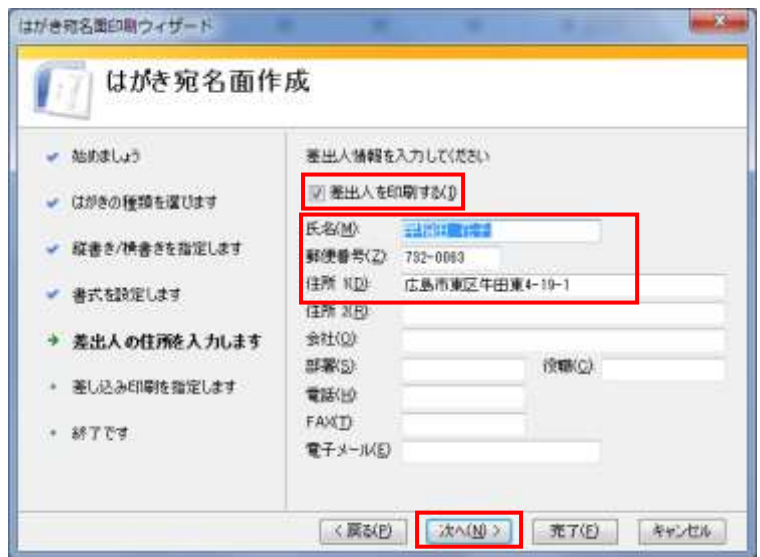 はがき宛名面印刷ウィザード
はがき宛名面作成
始めましょう
はがきの種類を選びます
縦書き/横書きを指定します
書式を設定します
差出人の住所を入力します
差し込み印刷を指定します
終了です
差出人情報を入力してください
差出人を印刷する(I)
氏名(M):
郵便番号(Z): 732-0063
住所 1(D): 広島市東区牛田東4-19-1
住所 2(R):
会社(O):
部署(S): 役職(C):
電話(H):
FAX(T):
電子メール(E)
< 戻る(P) 次へ(N) > 完了(F) キャンセル